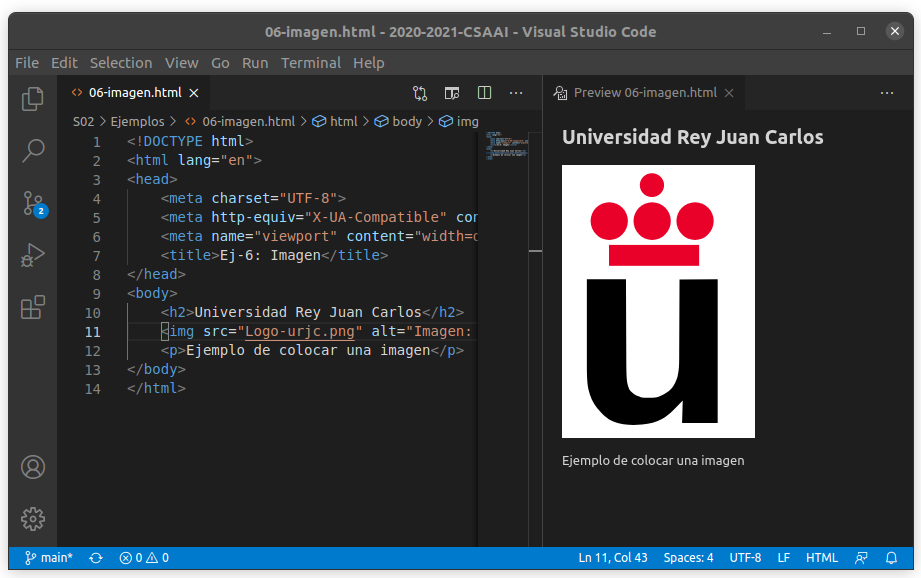 06-imagen.html - 2020-2021-CSAAI - Visual Studio Code
File Edit Selection View Go Run Terminal Help
06-imagen.html
Preview 06-imagen.html
S02 > Ejemplos > 06-imagen.html > html > body > img
1 <!DOCTYPE html>
2 <html lang="en">
3 <head>
4 <meta charset="UTF-8">
5 <meta http-equiv="X-UA-Compatible" con
6 <meta name="viewport" content="width=d
7 <title>Ej-6: Imagen</title>
8 </head>
9 <body>
10 <h2>Universidad Rey Juan Carlos</h2>
11 <img src="Logo-urjc.png" alt="Imagen:
12 <p>Ejemplo de colocar una imagen</p>
13 </body>
14 </html>
Universidad Rey Juan Carlos
u
Ejemplo de colocar una imagen
2
main* 0 0 Ln 11, Col 43 Spaces: 4 UTF-8 LF HTML